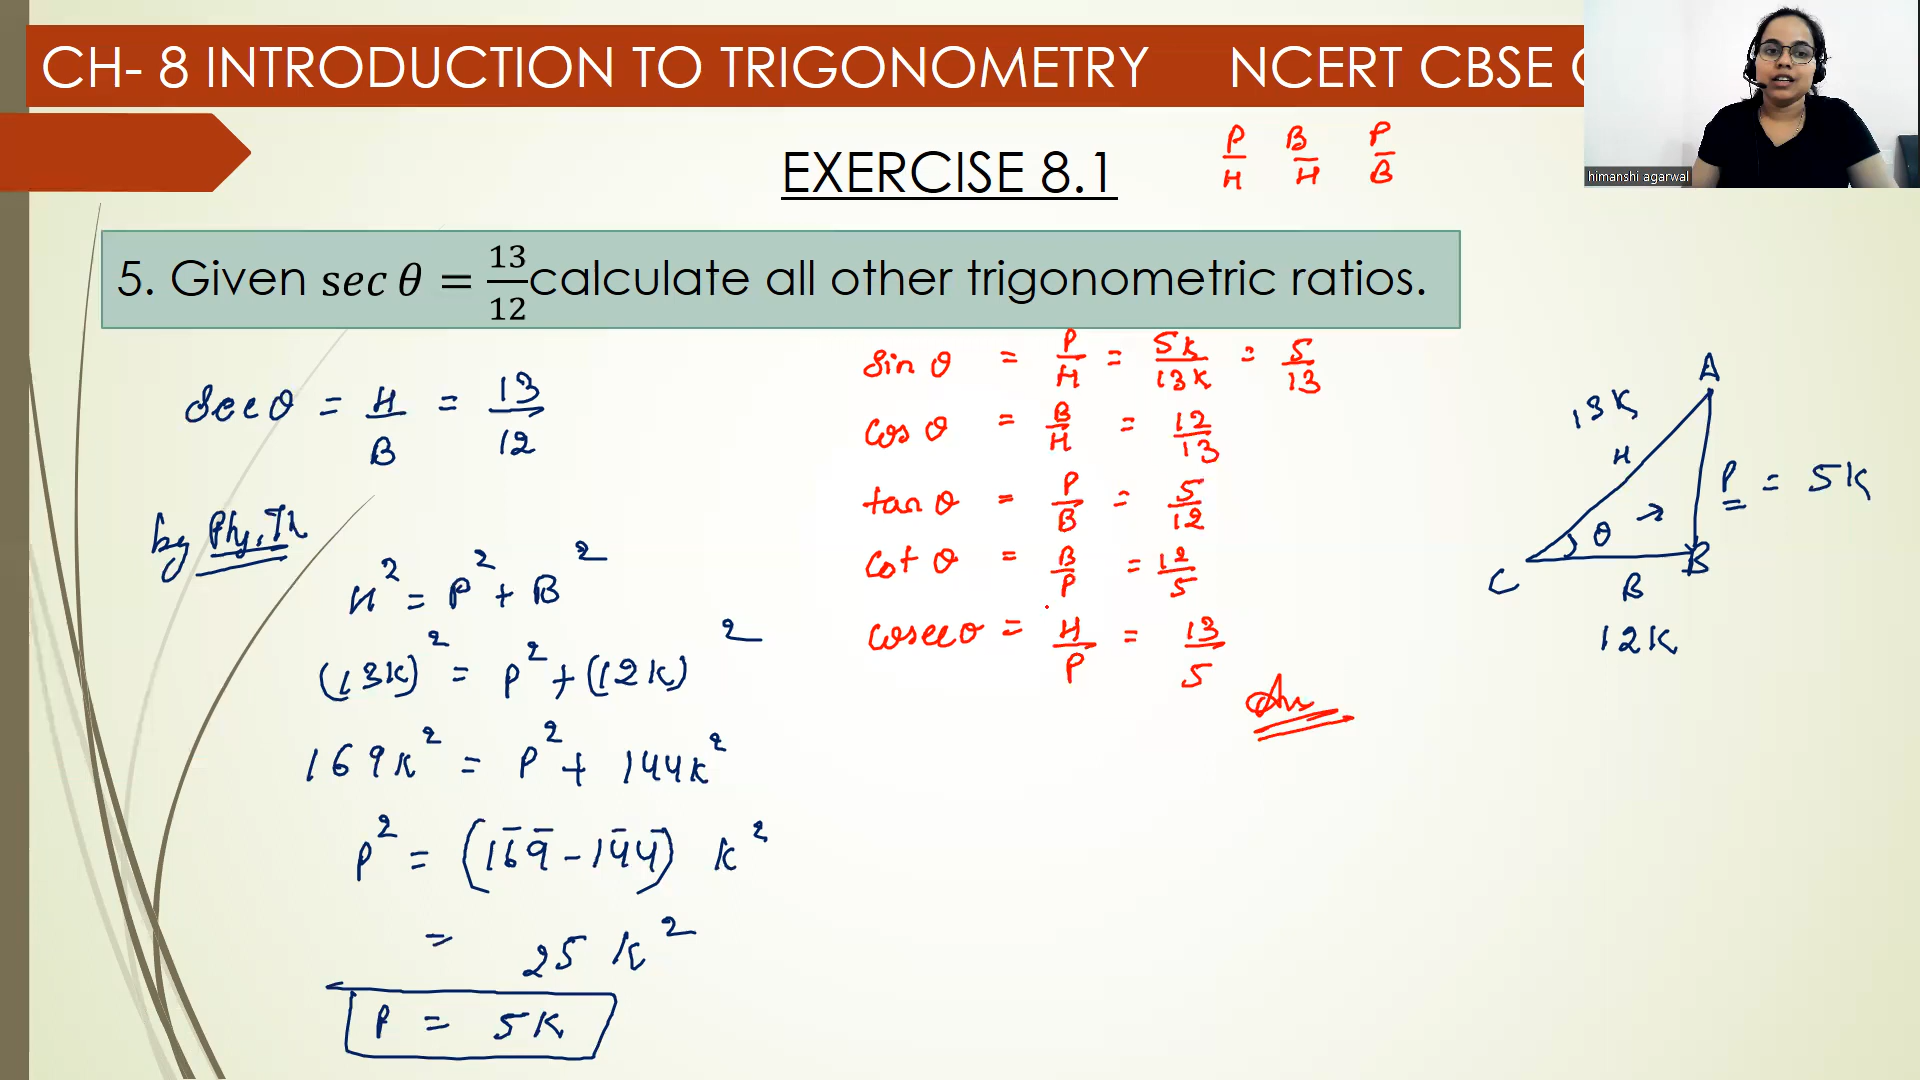 CH- 8 INTRODUCTION TO TRIGONOMETRY NCERT CBSE
himanshi agarwal
P/H B/H P/B
EXERCISE 8.1
5. Given sec θ = 13/12 calculate all other trigonometric ratios.
Sec θ = H/B = 13/12
by Phy. Th
H² = P² + B²
(13K)² = P² + (12K)²
169K² = P² + 144K²
P² = (169 - 144) K²
= 25 K²
P = 5K
Sin θ = P/H = 5K/13K = 5/13
Cos θ = B/H = 12/13
tan θ = P/B = 5/12
Cot θ = B/P = 12/5
Cosec θ = H/P = 13/5
Ans
A
13K
H
P = 5K
θ
C
B
B
12K